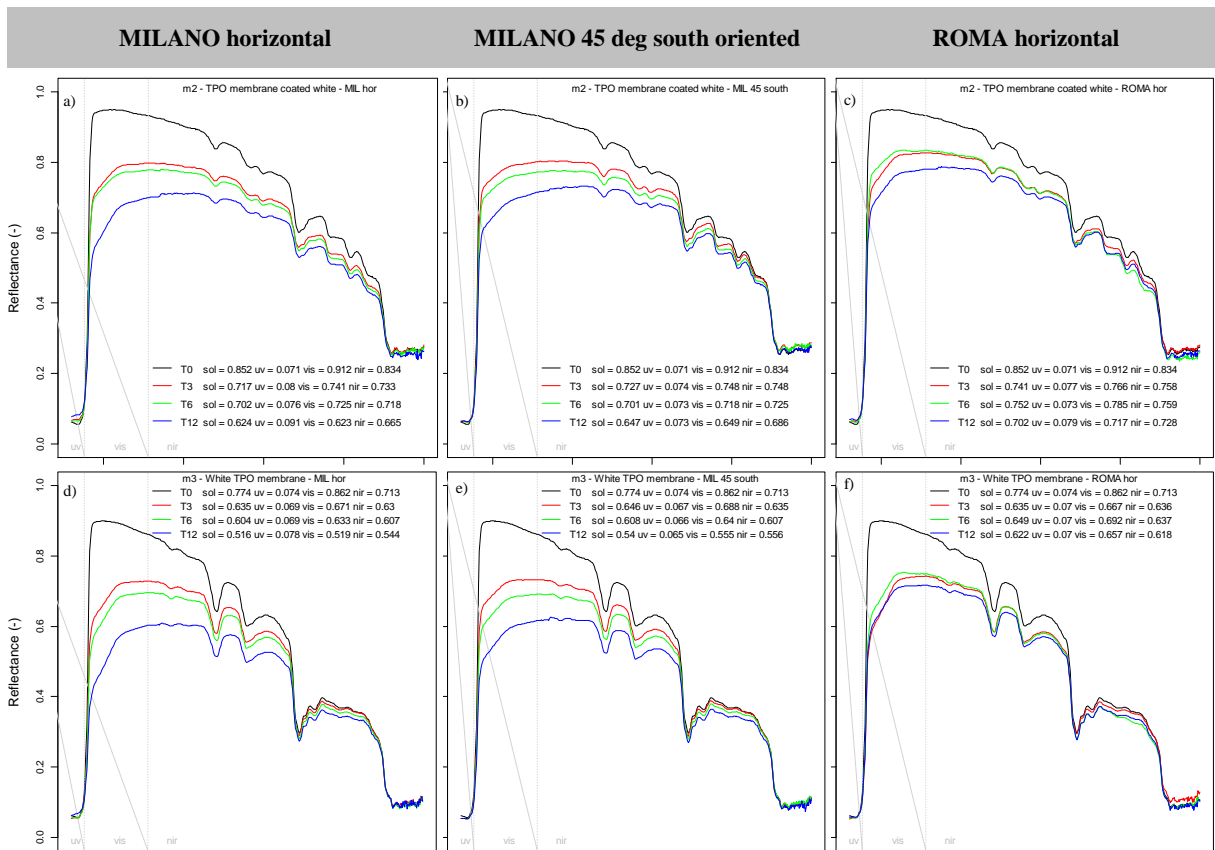 MILANO horizontal MILANO 45 deg south oriented ROMA horizontal
a) m2 - TPO membrane coated white - MIL hor
T0 sol = 0.852 uv = 0.071 vis = 0.912 nir = 0.834
T3 sol = 0.717 uv = 0.08 vis = 0.741 nir = 0.733
T6 sol = 0.702 uv = 0.076 vis = 0.725 nir = 0.718
T12 sol = 0.624 uv = 0.091 vis = 0.623 nir = 0.665
uv vis nir
Reflectance (-)
1.0
0.8
0.6
0.4
0.2
0.0
b) m2 - TPO membrane coated white - MIL 45 south
T0 sol = 0.852 uv = 0.071 vis = 0.912 nir = 0.834
T3 sol = 0.727 uv = 0.074 vis = 0.748 nir = 0.748
T6 sol = 0.701 uv = 0.073 vis = 0.718 nir = 0.725
T12 sol = 0.647 uv = 0.073 vis = 0.649 nir = 0.686
uv vis nir
c) m2 - TPO membrane coated white - ROMA hor
T0 sol = 0.852 uv = 0.071 vis = 0.912 nir = 0.834
T3 sol = 0.741 uv = 0.077 vis = 0.766 nir = 0.758
T6 sol = 0.752 uv = 0.073 vis = 0.785 nir = 0.759
T12 sol = 0.702 uv = 0.079 vis = 0.717 nir = 0.728
uv vis nir
d) m3 - White TPO membrane - MIL hor
T0 sol = 0.774 uv = 0.074 vis = 0.862 nir = 0.713
T3 sol = 0.635 uv = 0.069 vis = 0.671 nir = 0.63
T6 sol = 0.604 uv = 0.069 vis = 0.633 nir = 0.607
T12 sol = 0.516 uv = 0.078 vis = 0.519 nir = 0.544
uv vis nir
Reflectance (-)
1.0
0.8
0.6
0.4
0.2
0.0
e) m3 - White TPO membrane - MIL 45 south
T0 sol = 0.774 uv = 0.074 vis = 0.862 nir = 0.713
T3 sol = 0.646 uv = 0.067 vis = 0.688 nir = 0.635
T6 sol = 0.608 uv = 0.066 vis = 0.64 nir = 0.607
T12 sol = 0.54 uv = 0.065 vis = 0.555 nir = 0.556
uv vis nir
f) m3 - White TPO membrane - ROMA hor
T0 sol = 0.774 uv = 0.074 vis = 0.862 nir = 0.713
T3 sol = 0.635 uv = 0.07 vis = 0.667 nir = 0.636
T6 sol = 0.649 uv = 0.07 vis = 0.692 nir = 0.637
T12 sol = 0.622 uv = 0.07 vis = 0.657 nir = 0.618
uv vis nir